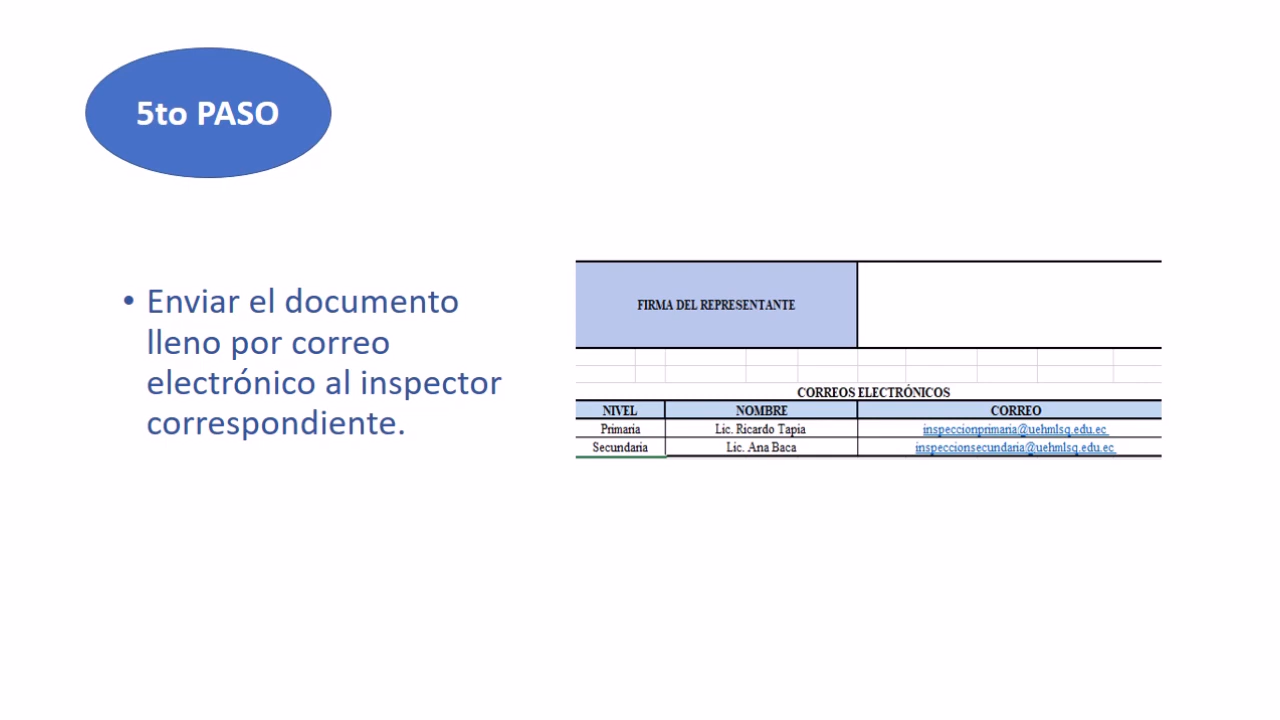 5to PASO
• Enviar el documento
lleno por correo
electrónico al inspector
correspondiente.
FIRMA DEL REPRESENTANTE
CORREOS ELECTRÓNICOS
NIVEL NOMBRE CORREO
Primaria Lic. Ricardo Tapia inspeccionprimaria@uehmlsq.edu.ec
Secundaria Lic. Ana Baca inspeccionsecundaria@uehmlsq.edu.ec